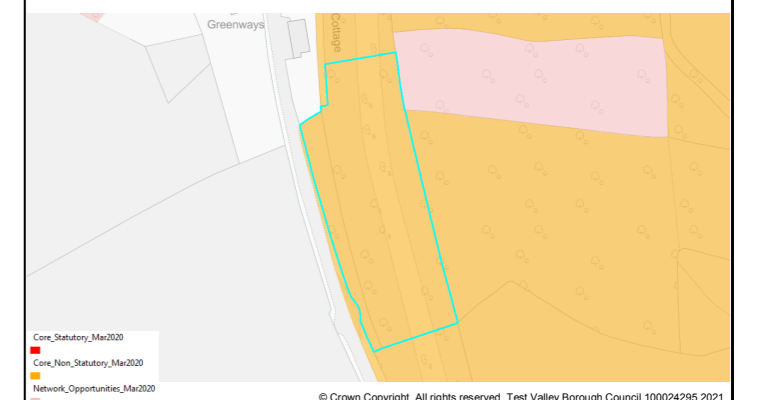 Greenways
Cottage
Core_Statutory_Mar2020
Core_Non_Statutory_Mar2020
Network_Opportunities_Mar2020
© Crown Copyright. All rights reserved. Test Valley Borough Council 100024295 2021